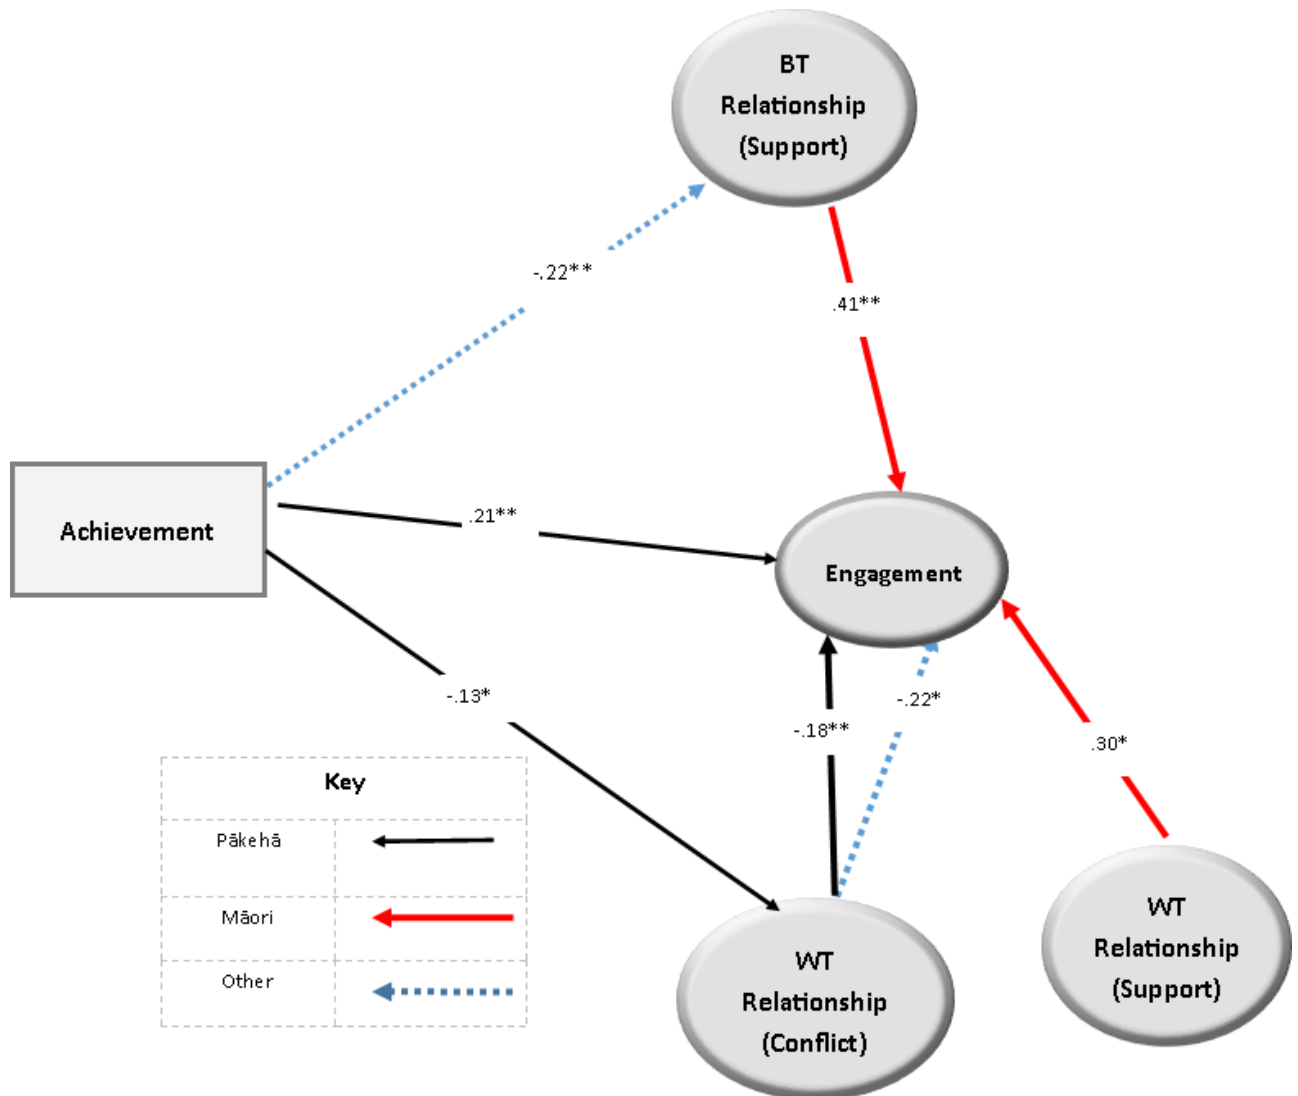 BT
Relationship
(Support)
-.22**
.41**
Achievement
.21**
Engagement
-.13*
-.18**
-.22*
.30*
Key
Pākehā
Māori
Other
WT
Relationship
(Conflict)
WT
Relationship
(Support)